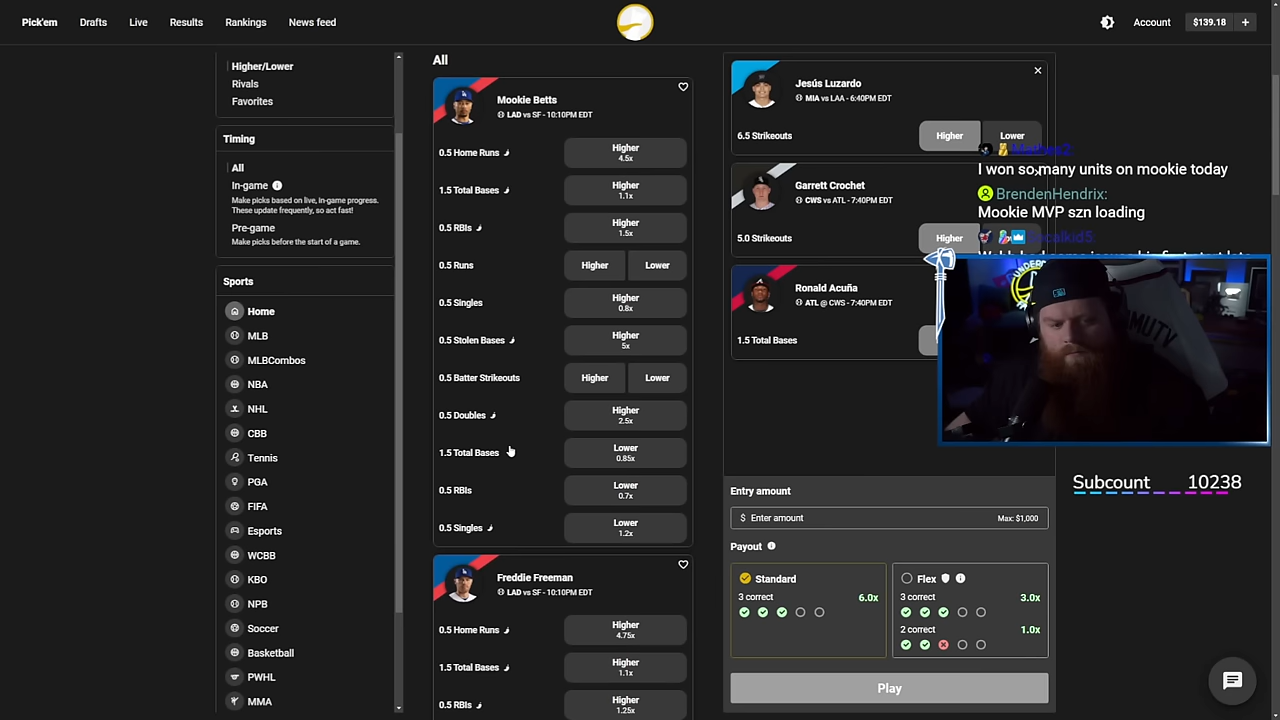 Pick'em
Drafts
Live
Results
Rankings
News feed
Account
$139.18
+
Higher/Lower
Rivals
Favorites
Timing
All
In-game
Make picks based on live, in-game progress.
These update frequently, so act fast!
Pre-game
Make picks before the start of a game.
Sports
Home
MLB
MLBCombos
NBA
NHL
CBB
Tennis
PGA
FIFA
Esports
WCBB
KBO
NPB
Soccer
Basketball
PWHL
MMA
All
Mookie Betts
LAD vs SF - 10:10PM EDT
0.5 Home Runs
Higher
4.5x
1.5 Total Bases
Higher
1.1x
0.5 RBIs
Higher
1.5x
0.5 Runs
Higher
Lower
0.5 Singles
Higher
0.8x
0.5 Stolen Bases
Higher
5x
0.5 Batter Strikeouts
Higher
Lower
0.5 Doubles
Higher
2.5x
1.5 Total Bases
Lower
0.85x
0.5 RBIs
Lower
0.7x
0.5 Singles
Lower
1.2x
Freddie Freeman
LAD vs SF - 10:10PM EDT
0.5 Home Runs
Higher
4.75x
1.5 Total Bases
Higher
1.1x
0.5 RBIs
Higher
1.25x
Jesús Luzardo
MIA vs LAA - 6:40PM EDT
6.5 Strikeouts
Higher
Lower
Garrett Crochet
CWS vs ATL - 7:40PM EDT
5.0 Strikeouts
Higher
Ronald Acuña
ATL @ CWS - 7:40PM EDT
1.5 Total Bases
I won so many units on mookie today
BrendenHendrix:
Mookie MVP szn loading
Subcount 10238
Entry amount
$ Enter amount
Max: $1,000
Payout
Standard
3 correct
6.0x
Flex
3 correct
3.0x
2 correct
1.0x
Play